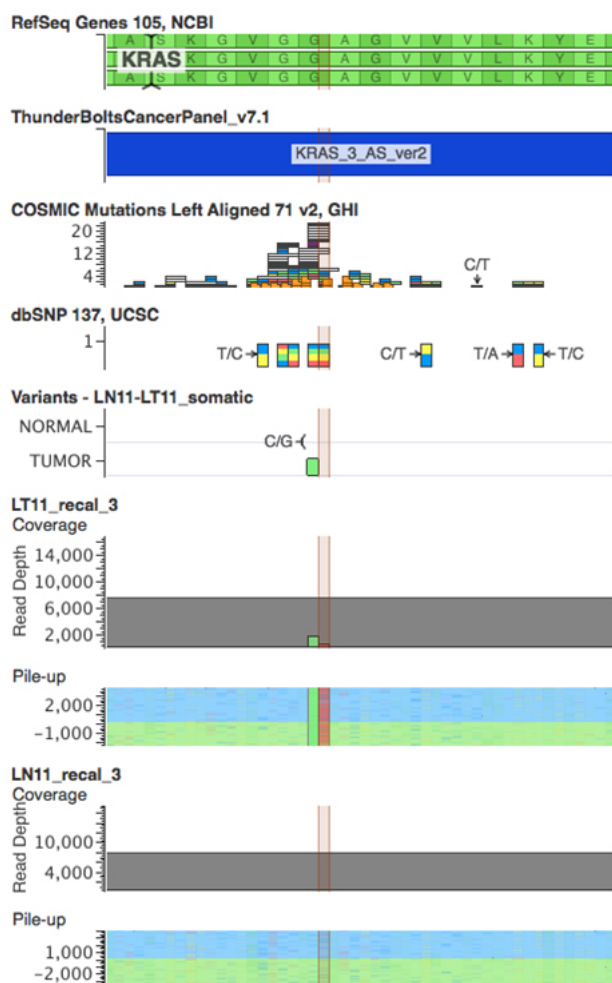 RefSeq Genes 105, NCBI
A S K G V G G A G V V V L K Y E
KRAS
A S K G V G G A G V V V L K Y E
ThunderBoltsCancerPanel_v7.1
KRAS_3_AS_ver2
COSMIC Mutations Left Aligned 71 v2, GHI
20
12
4
C/T
dbSNP 137, UCSC
1
T/C C/T T/A T/C
Variants - LN11-LT11_somatic
NORMAL
C/G
TUMOR
LT11_recal_3
Coverage
Read Depth
14,000
10,000
6,000
2,000
Pile-up
2,000
-1,000
LN11_recal_3
Coverage
Read Depth
10,000
4,000
Pile-up
1,000
-2,000